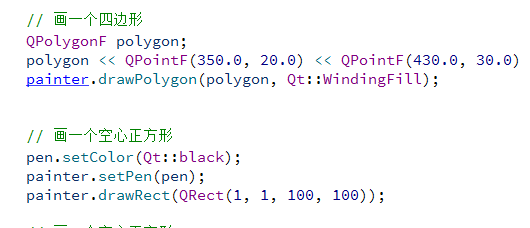 // 画一个四边形
QPolygonF polygon;
polygon << QPointF(350.0, 20.0) << QPointF(430.0, 30.0)
painter.drawPolygon(polygon, Qt::WindingFill);
// 画一个空心正方形
pen.setColor(Qt::black);
painter.setPen(pen);
painter.drawRect(QRect(1, 1, 100, 100));